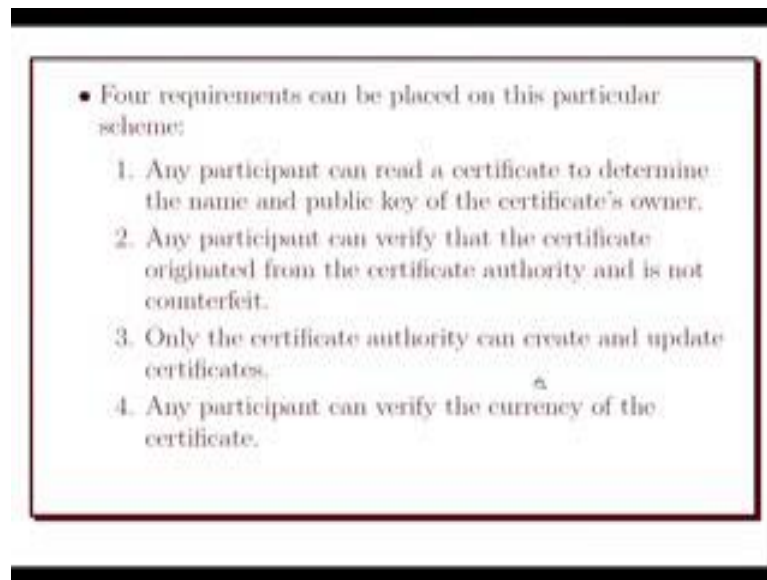 • Four requirements can be placed on this particular
scheme:
1. Any participant can read a certificate to determine
the name and public key of the certificate's owner.
2. Any participant can verify that the certificate
originated from the certificate authority and is not
counterfeit.
3. Only the certificate authority can create and update
certificates.
4. Any participant can verify the currency of the
certificate.